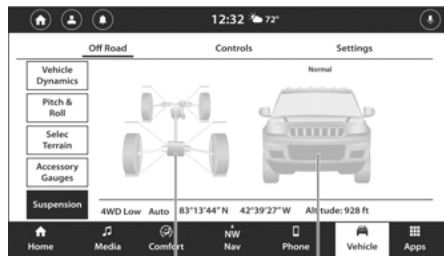 12:32 72°
Off Road Controls Settings
Vehicle
Dynamics
Normal
Pitch &
Roll
Selec
Terrain
Accessory
Gauges
Suspension
4WD Low Auto 83°13'44"N 42°39'27"W Altitude: 928 ft
Home Media Comfort NW
Nav Phone Vehicle Apps